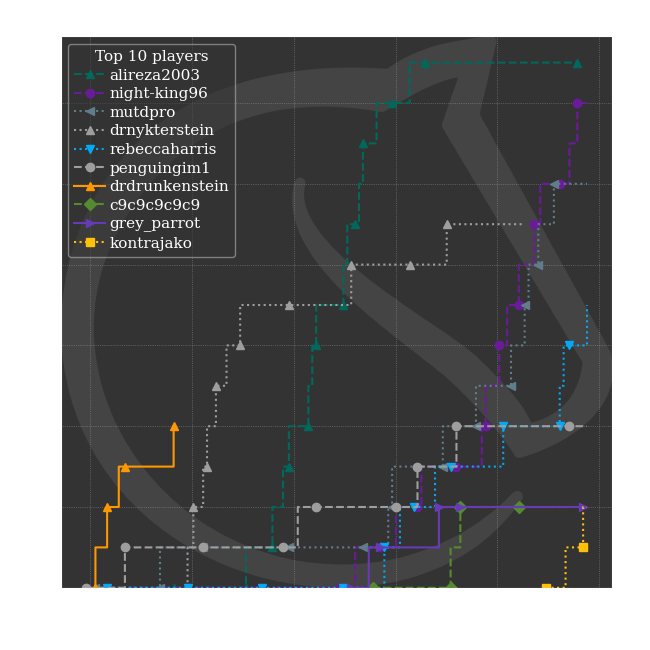 Top 10 players
alireza2003
night-king96
mutdpro
drnykterstein
rebeccaharris
penguingim1
drdrunkenstein
c9c9c9c9c9
grey_parrot
kontrajako